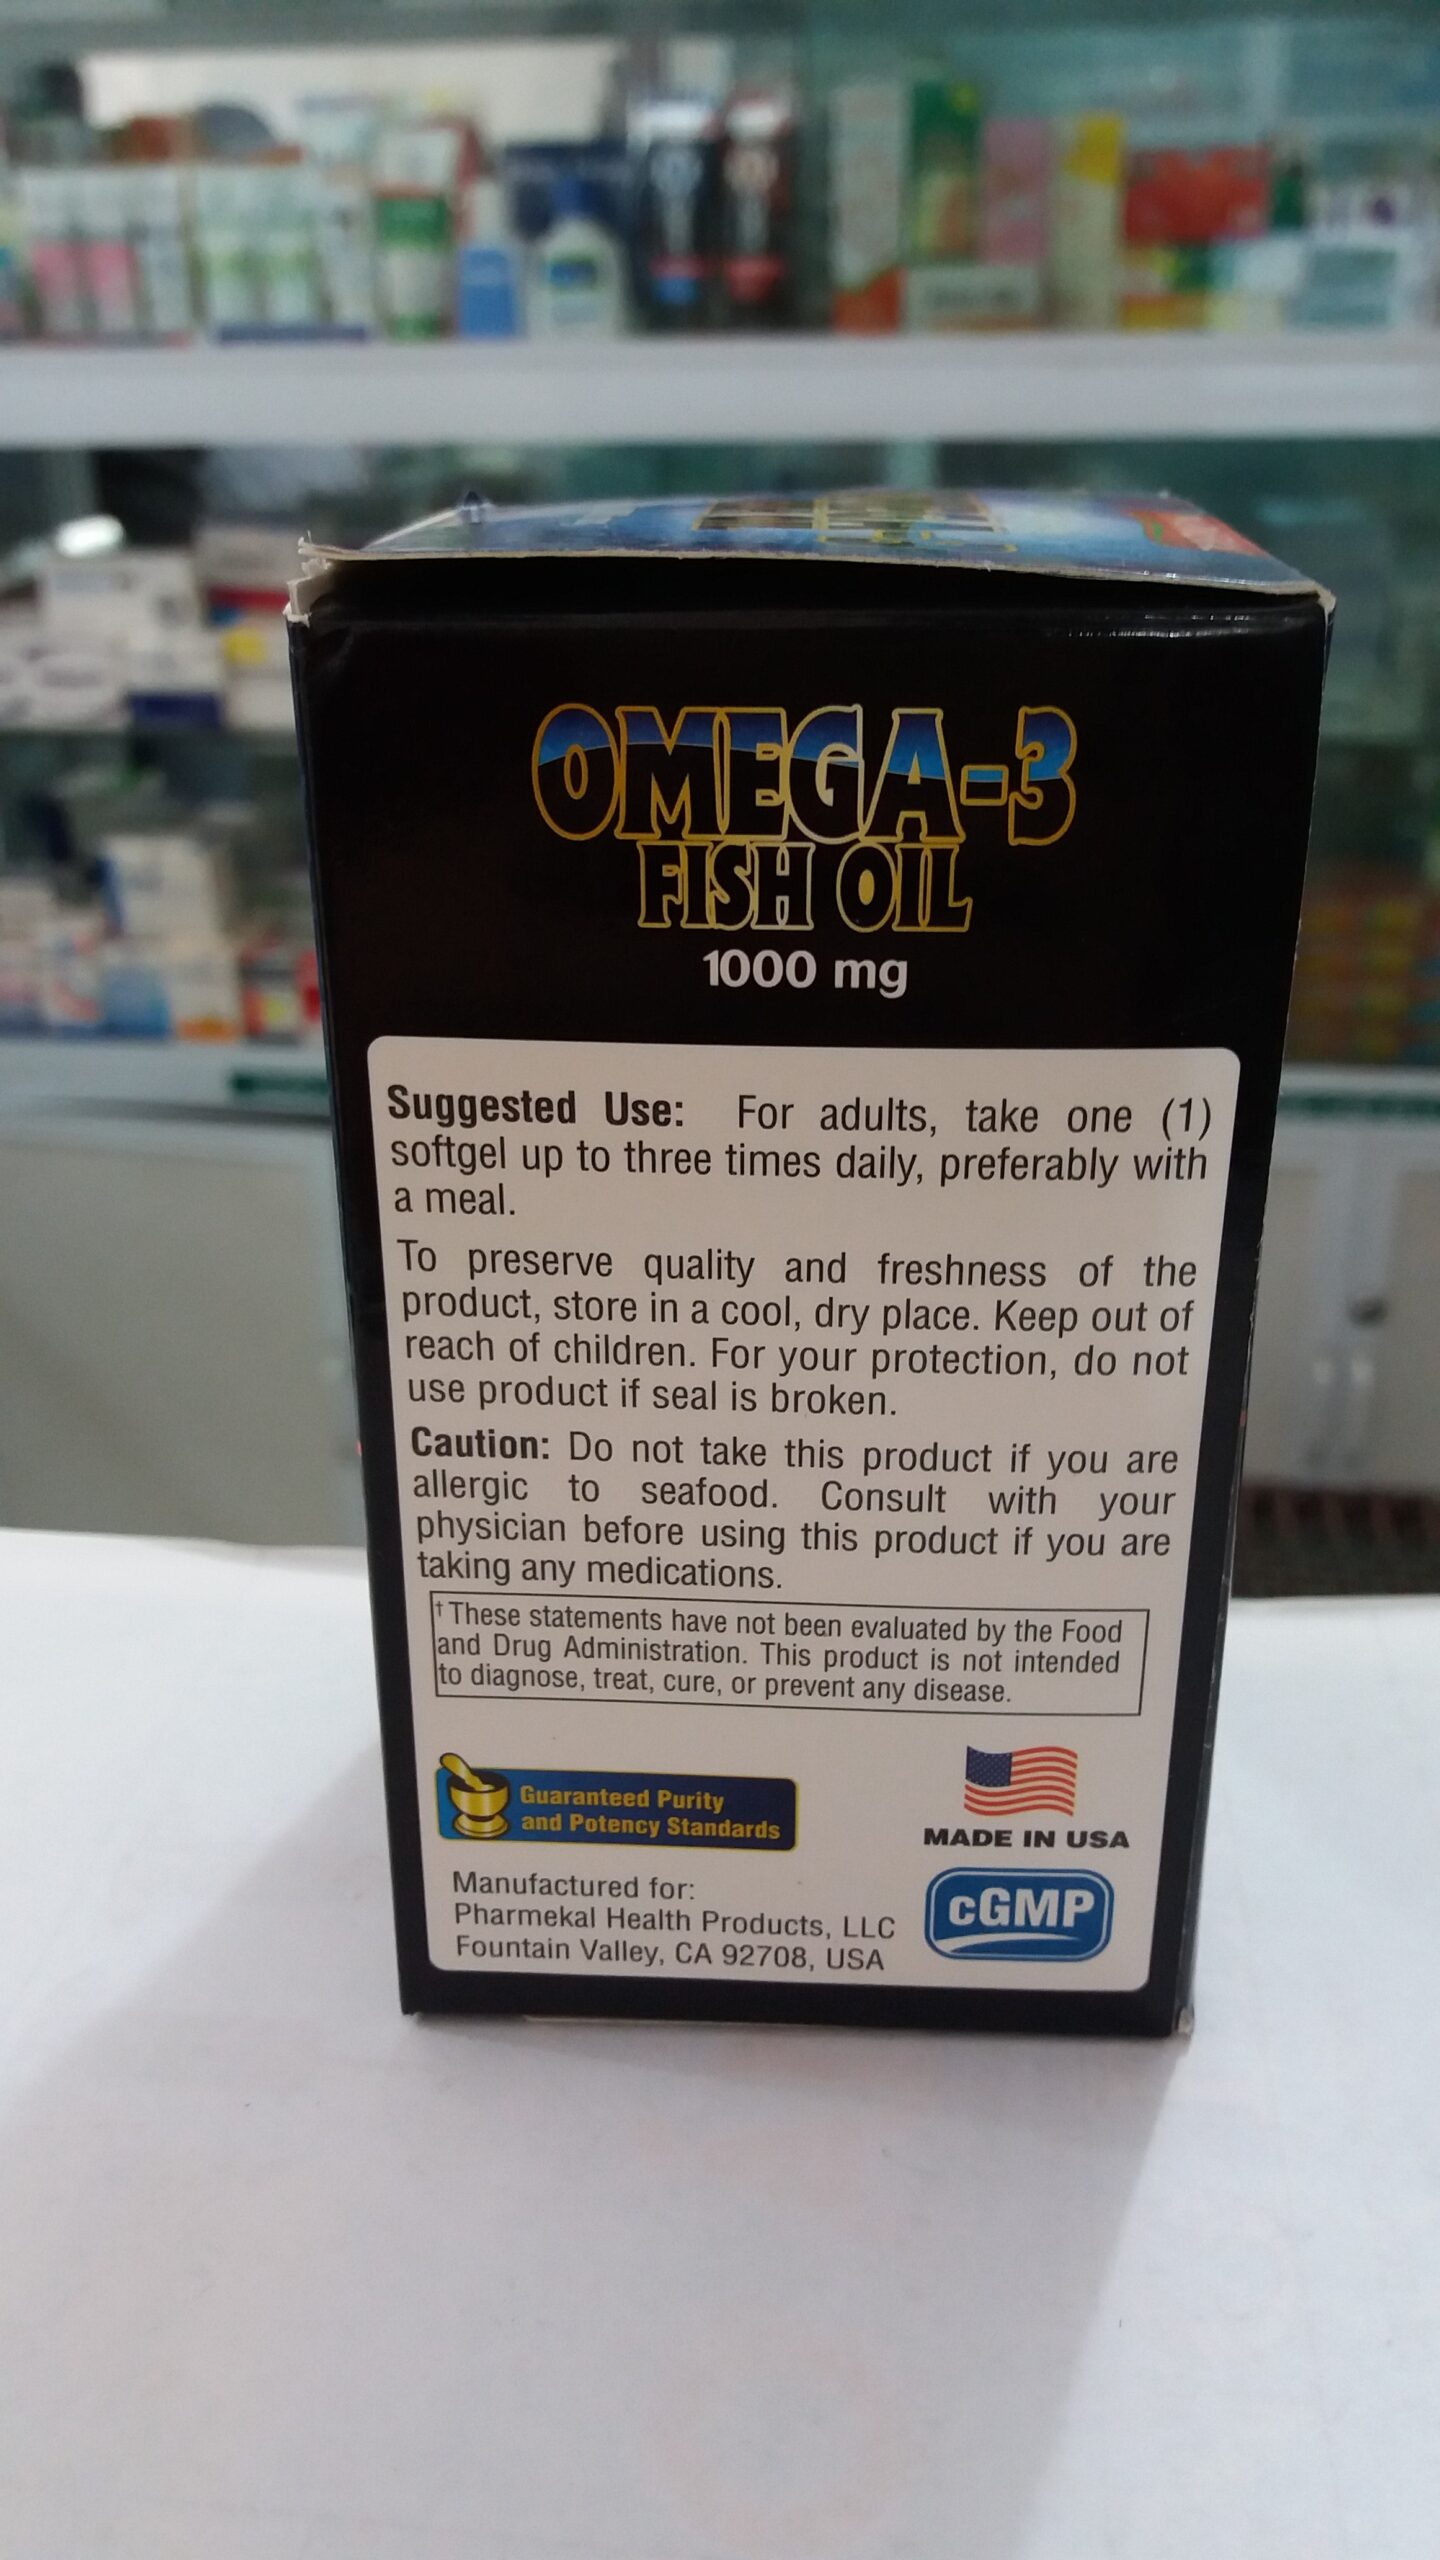 OMEGA-3
FISH OIL
1000 mg
Suggested Use: For adults, take one (1)
softgel up to three times daily, preferably with
a meal.
To preserve quality and freshness of the
product, store in a cool, dry place. Keep out of
reach of children. For your protection, do not
use product if seal is broken.
Caution: Do not take this product if you are
allergic to seafood. Consult with your
physician before using this product if you are
taking any medications.
† These statements have not been evaluated by the Food
and Drug Administration. This product is not intended
to diagnose, treat, cure, or prevent any disease.
Guaranteed Purity
and Potency Standards
MADE IN USA
Manufactured for:
Pharmekal Health Products, LLC
Fountain Valley, CA 92708, USA
cGMP